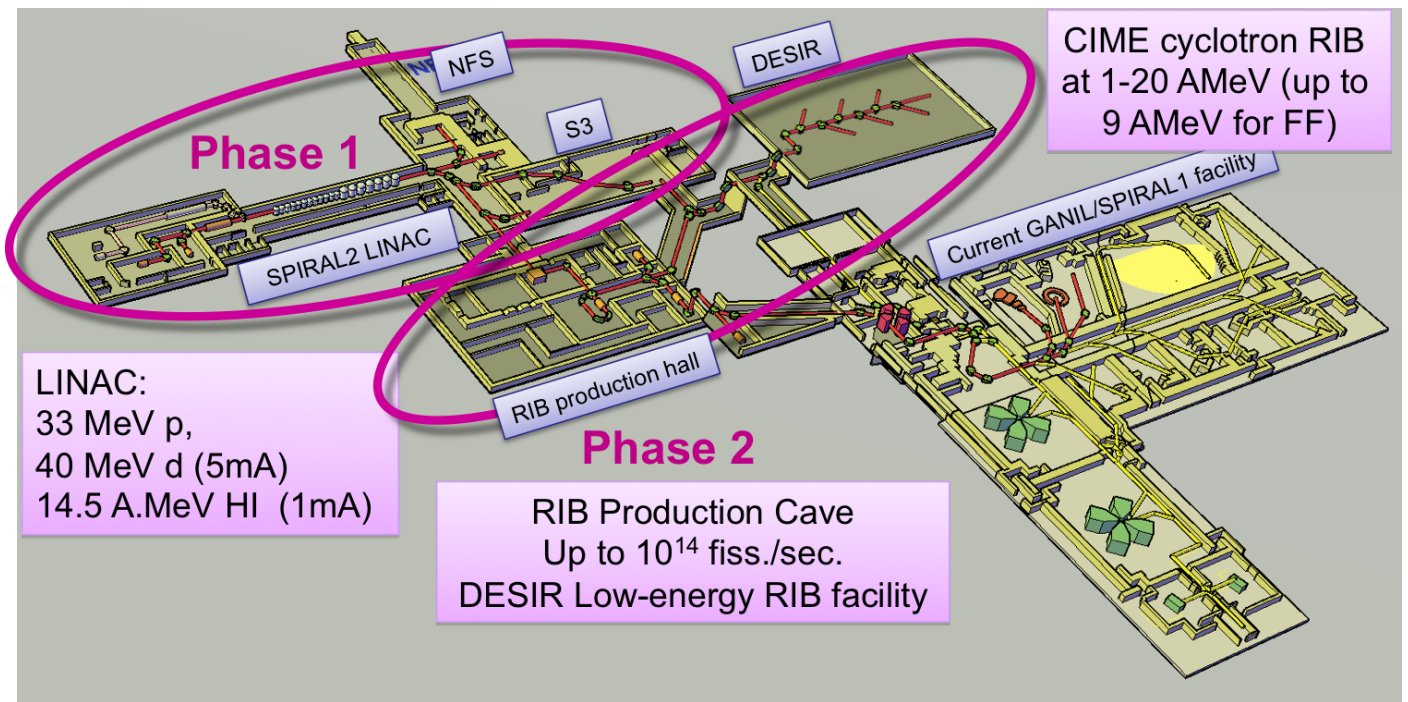 NFS
DESIR
CIME cyclotron RIB
at 1-20 AMeV (up to
9 AMeV for FF)
S3
Phase 1
Current GANIL/SPIRAL1 facility
SPIRAL2 LINAC
RIB production hall
LINAC:
33 MeV p,
40 MeV d (5mA)
14.5 A.MeV HI (1mA)
Phase 2
RIB Production Cave
Up to 10¹⁴ fiss./sec.
DESIR Low-energy RIB facility